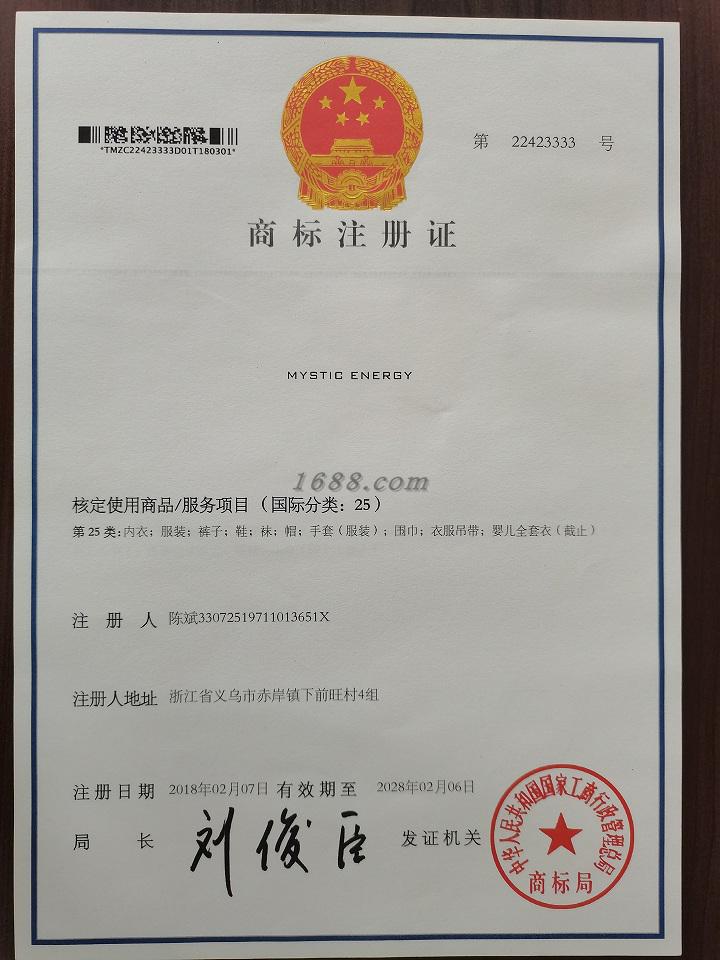 第 22423333 号
*TMZC22423333D01T180301*
商标注册证
MYSTIC ENERGY
1688.com
核定使用商品/服务项目（国际分类：25）
第25类：内衣；服装；裤子；鞋；袜；帽；手套（服装）；围巾；衣服吊带；婴儿全套衣（截止）
注册人 陈斌33072519711013651X
注册人地址 浙江省义乌市赤岸镇下前旺村4组
注册日期 2018年02月07日 有效期至 2028年02月06日
局长 刘俊臣 发证机关
中华人民共和国国家工商行政管理总局
商标局